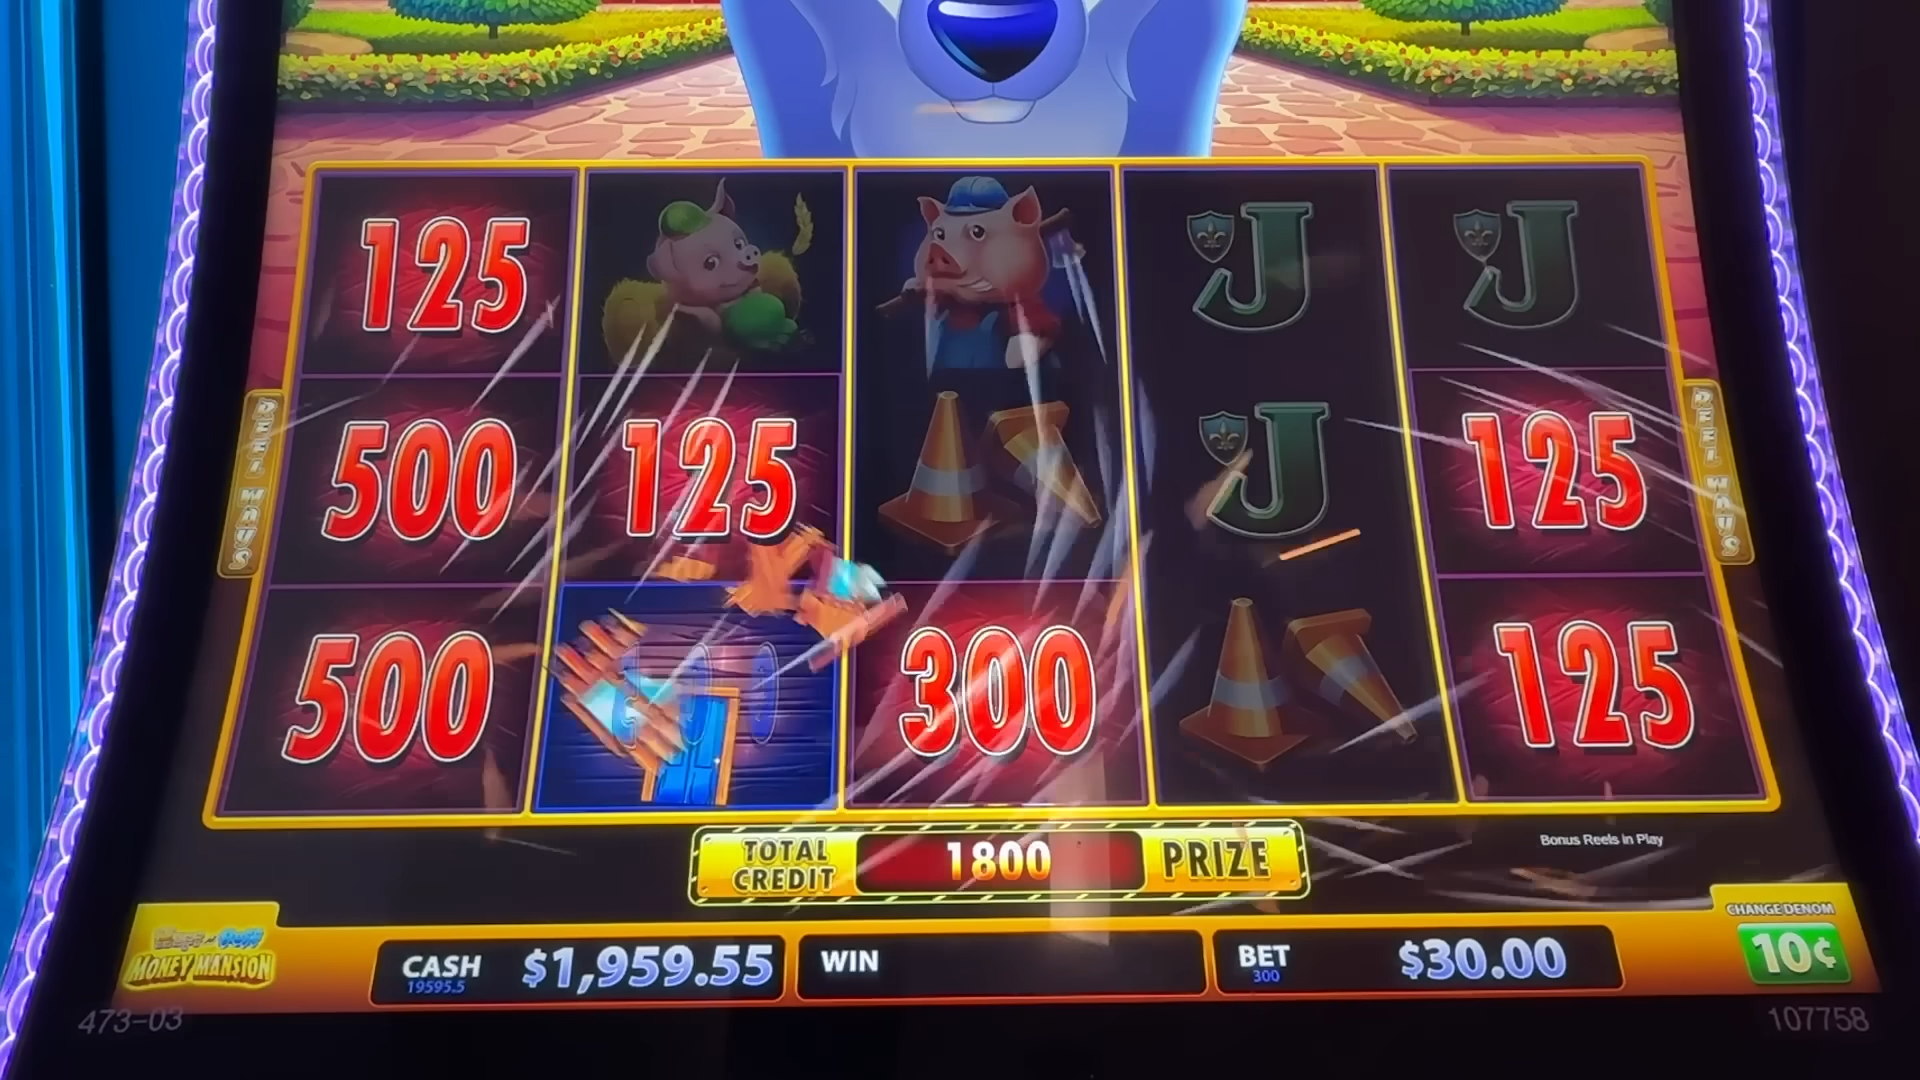 125
J
J
REEL WAYS
500
125
J
125
REEL WAYS
500
300
125
TOTAL CREDIT
1800
PRIZE
Bonus Reels in Play
CHANGE DENOM
10¢
Huff N' Puff
MONEY MANSION
CASH
19595.5
$1,959.55
WIN
BET
300
$30.00
473-03
107758